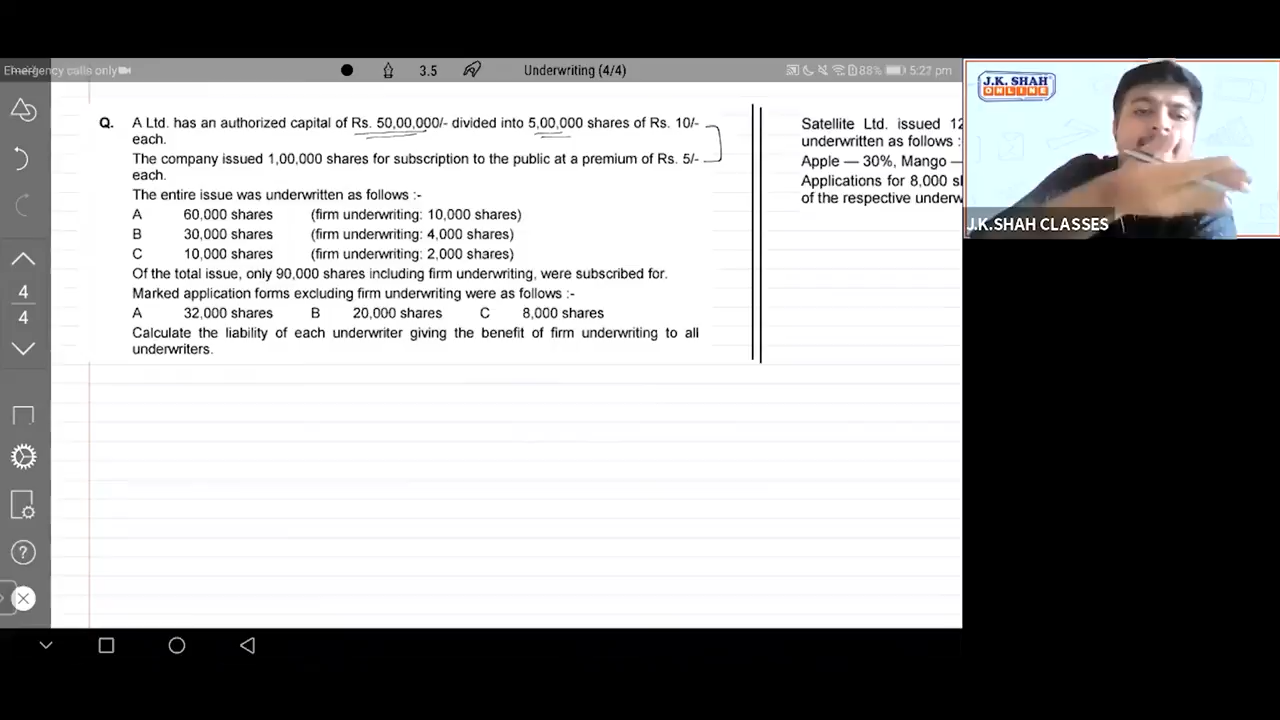 Emergency calls only
3.5
Underwriting (4/4)
88%
5:27 pm
J.K. SHAH
ONLINE
Q. A Ltd. has an authorized capital of Rs. 50,00,000/- divided into 5,00,000 shares of Rs. 10/-
each.
The company issued 1,00,000 shares for subscription to the public at a premium of Rs. 5/-
each.
The entire issue was underwritten as follows :-
A 60,000 shares (firm underwriting: 10,000 shares)
B 30,000 shares (firm underwriting: 4,000 shares)
C 10,000 shares (firm underwriting: 2,000 shares)
Of the total issue, only 90,000 shares including firm underwriting, were subscribed for.
Marked application forms excluding firm underwriting were as follows :-
A 32,000 shares B 20,000 shares C 8,000 shares
Calculate the liability of each underwriter giving the benefit of firm underwriting to all
underwriters.
Satellite Ltd. issued 12
underwritten as follows :
Apple — 30%, Mango —
Applications for 8,000 sl
of the respective underw
J.K.SHAH CLASSES
4
4